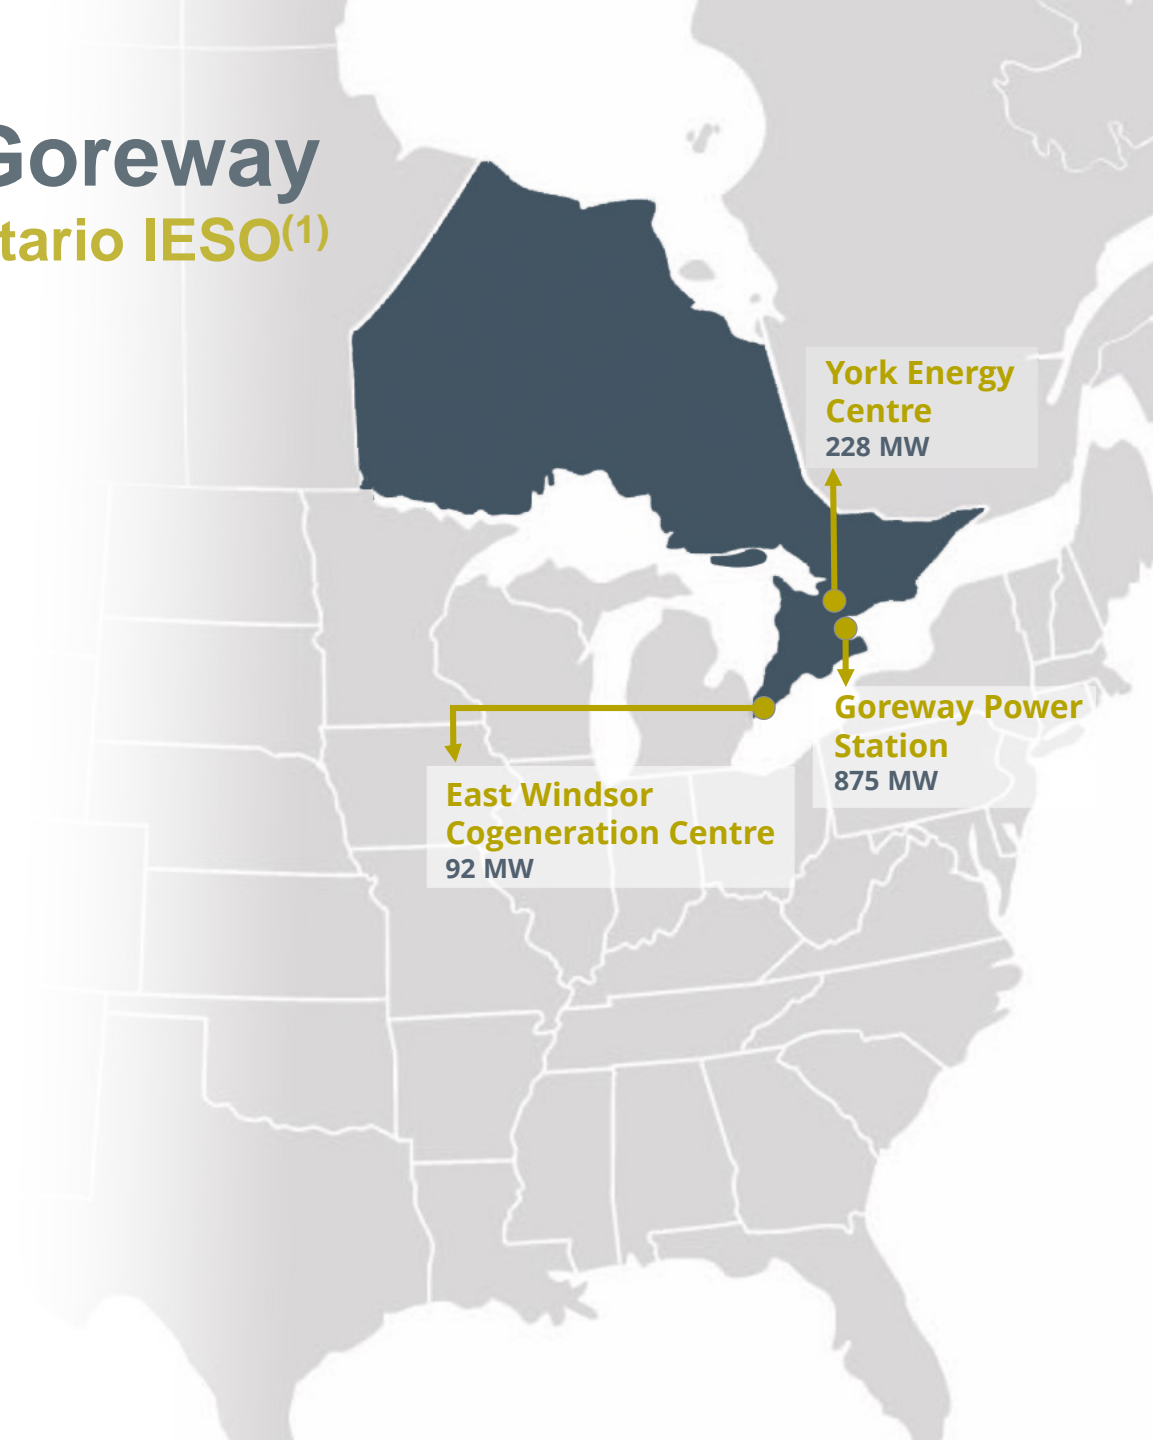 Goreway
tario IESO(1)
York Energy
Centre
228 MW
Goreway Power
Station
875 MW
East Windsor
Cogeneration Centre
92 MW